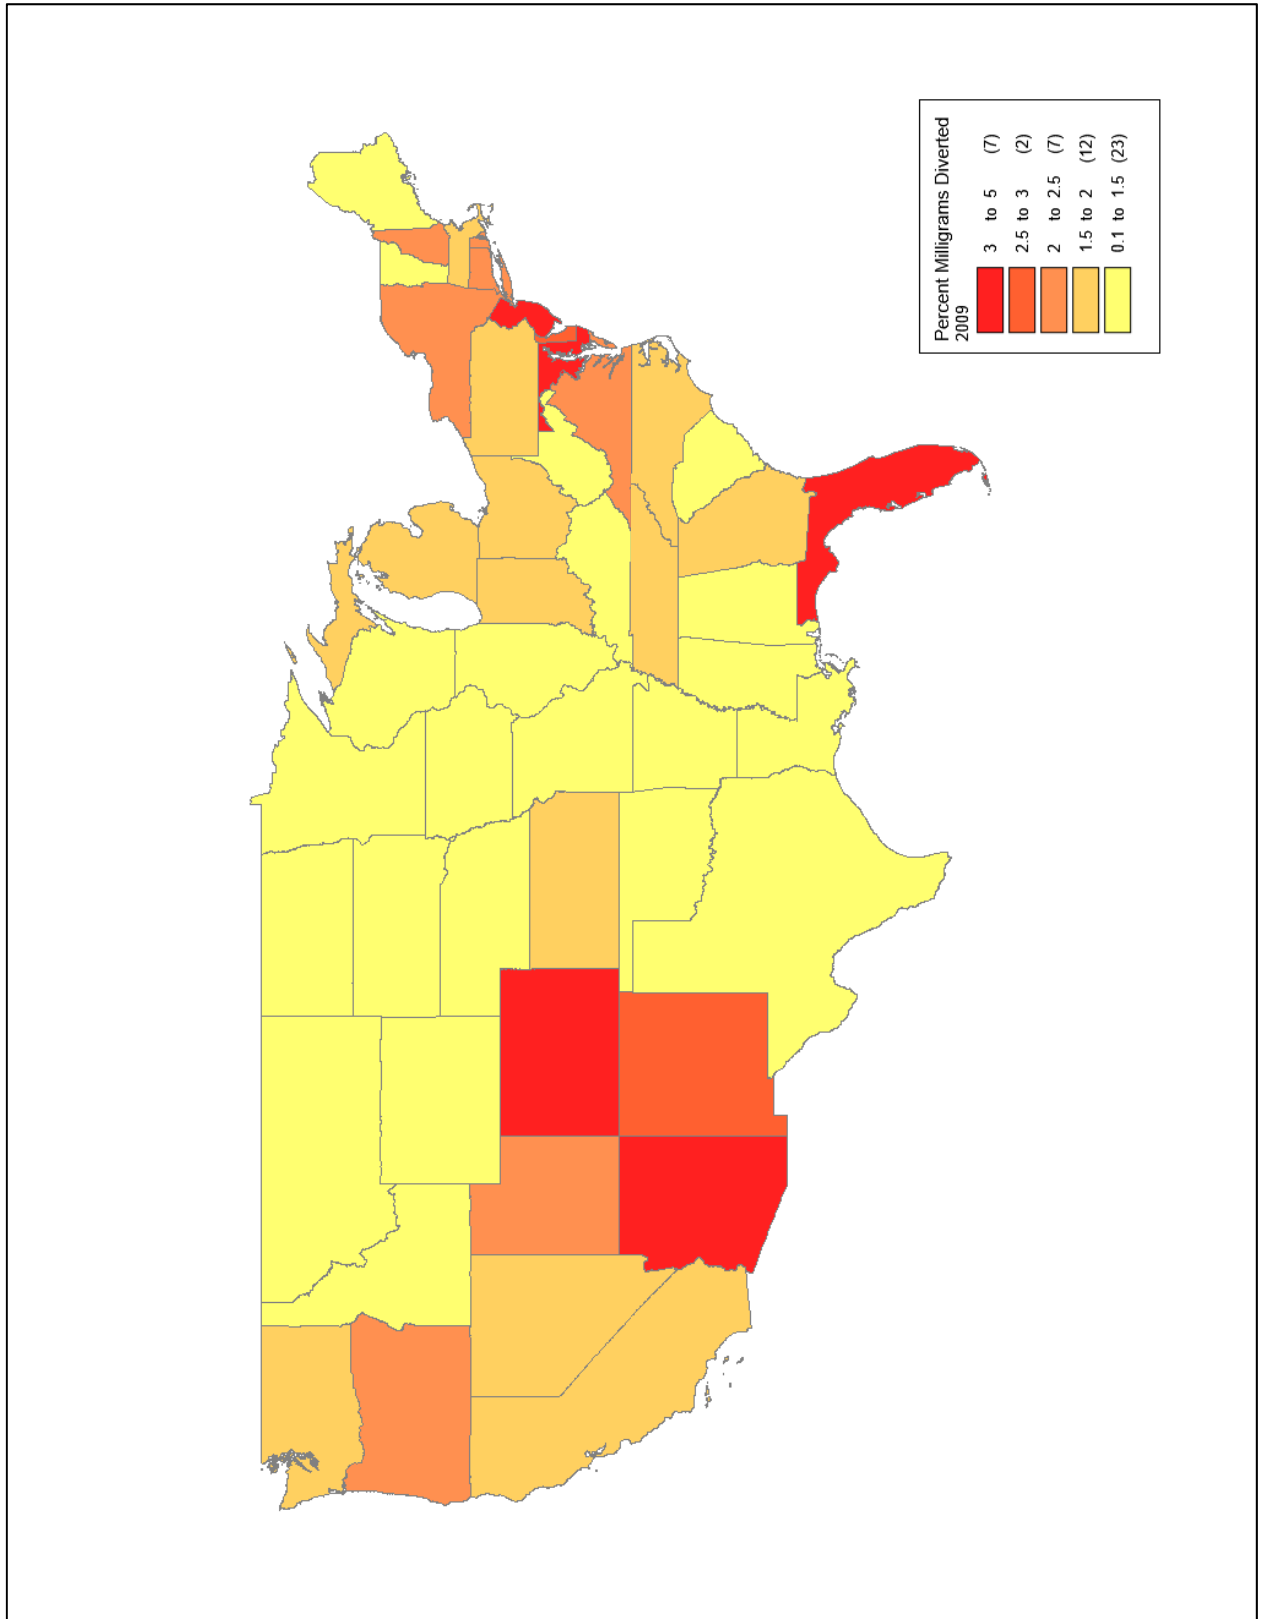 Percent Milligrams Diverted
2009
3 to 5 (7)
2.5 to 3 (2)
2 to 2.5 (7)
1.5 to 2 (12)
0.1 to 1.5 (23)